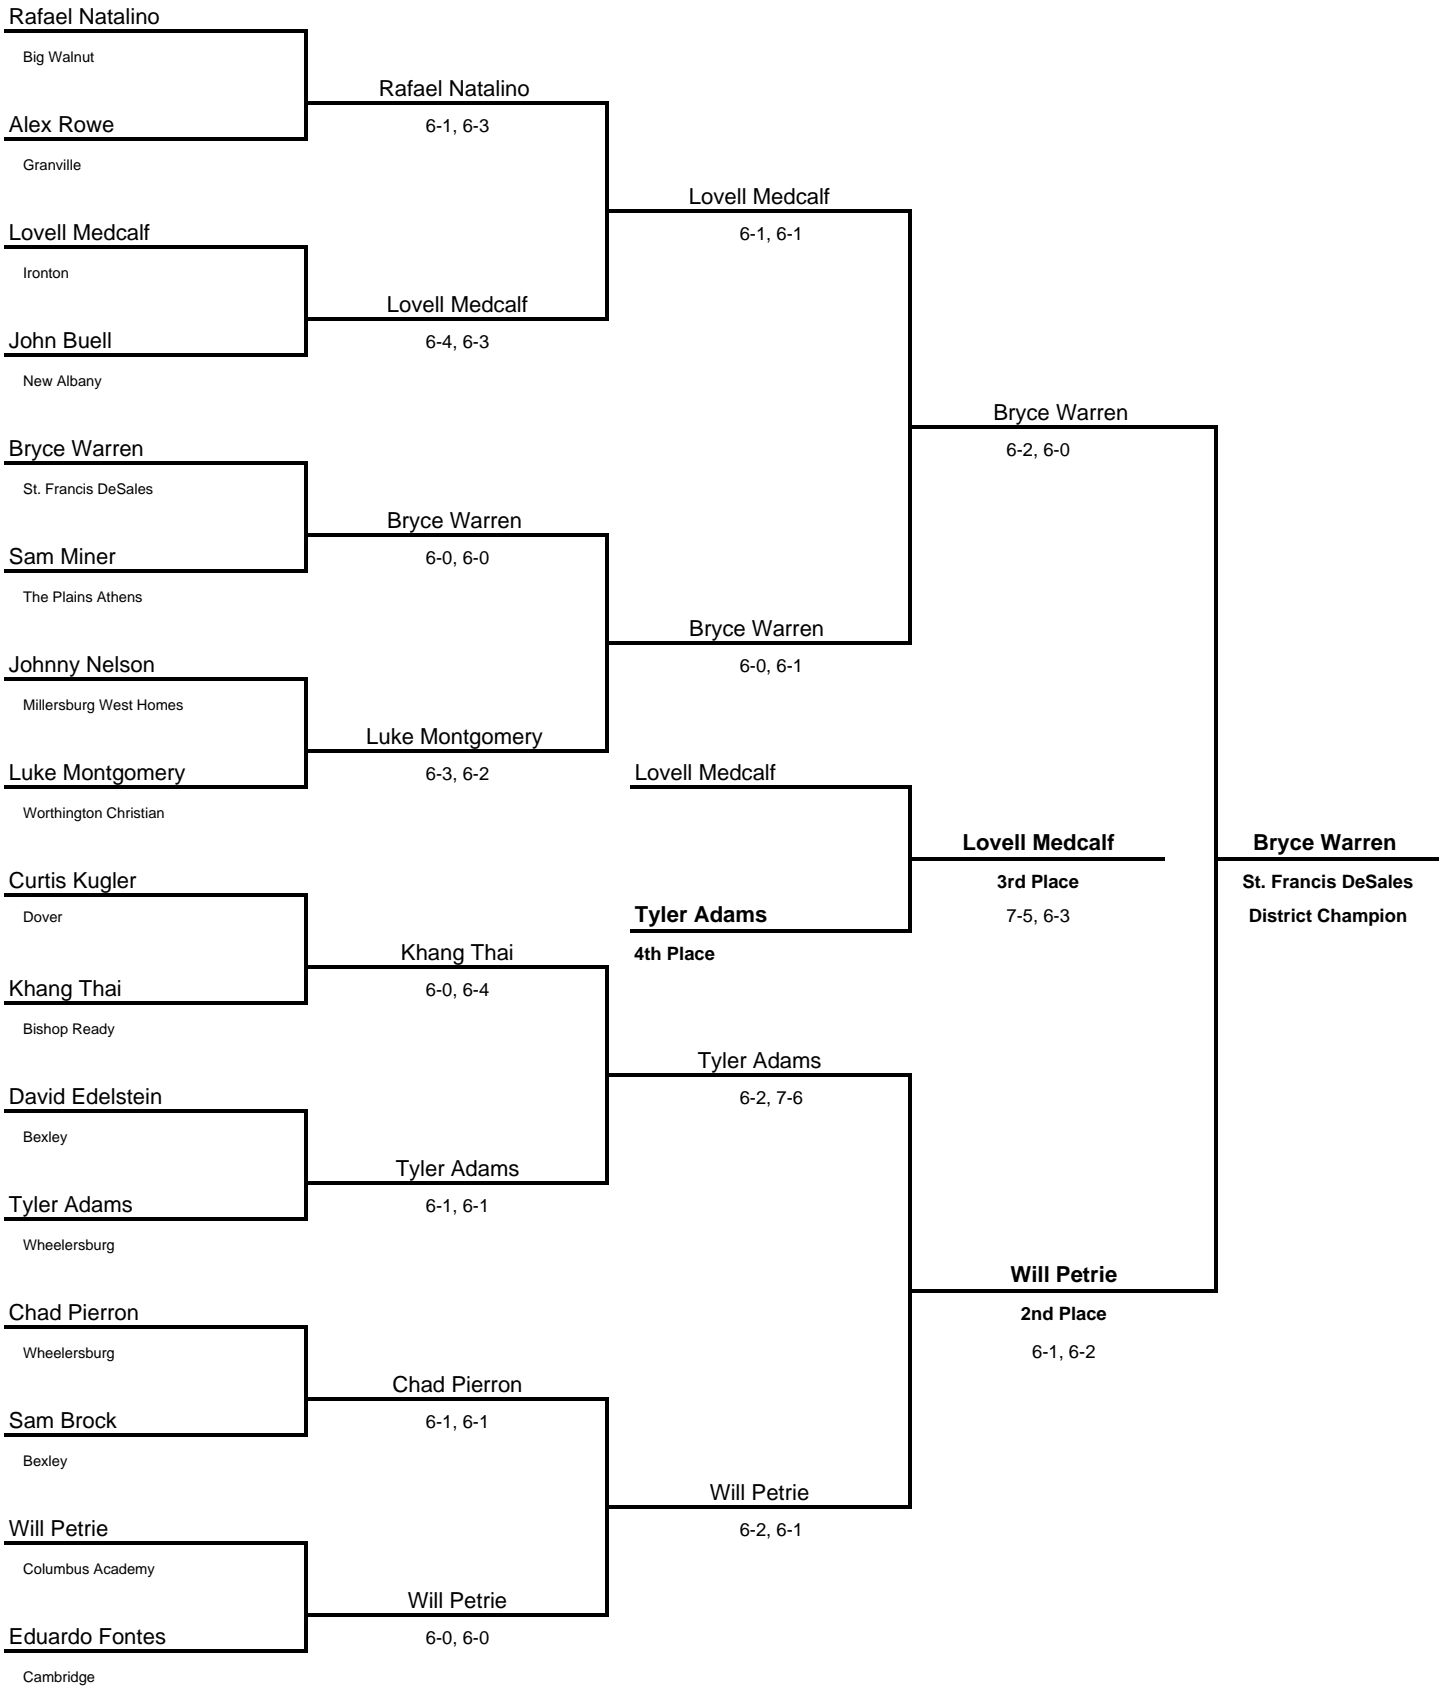 Rafael Natalino
Big Walnut
Rafael Natalino
6-1, 6-3
Alex Rowe
Granville
Lovell Medcalf
6-1, 6-1
Lovell Medcalf
Ironton
Lovell Medcalf
6-4, 6-3
John Buell
New Albany
Bryce Warren
6-2, 6-0
Bryce Warren
St. Francis DeSales
Bryce Warren
6-0, 6-0
Sam Miner
The Plains Athens
Bryce Warren
6-0, 6-1
Johnny Nelson
Millersburg West Homes
Luke Montgomery
6-3, 6-2
Luke Montgomery
Worthington Christian
Lovell Medcalf
Lovell Medcalf
3rd Place
7-5, 6-3
Bryce Warren
St. Francis DeSales
District Champion
Curtis Kugler
Dover
Tyler Adams
4th Place
Khang Thai
6-0, 6-4
Khang Thai
Bishop Ready
Tyler Adams
6-2, 7-6
David Edelstein
Bexley
Tyler Adams
6-1, 6-1
Tyler Adams
Wheelersburg
Will Petrie
2nd Place
6-1, 6-2
Chad Pierron
Wheelersburg
Chad Pierron
6-1, 6-1
Sam Brock
Bexley
Will Petrie
6-2, 6-1
Will Petrie
Columbus Academy
Will Petrie
6-0, 6-0
Eduardo Fontes
Cambridge